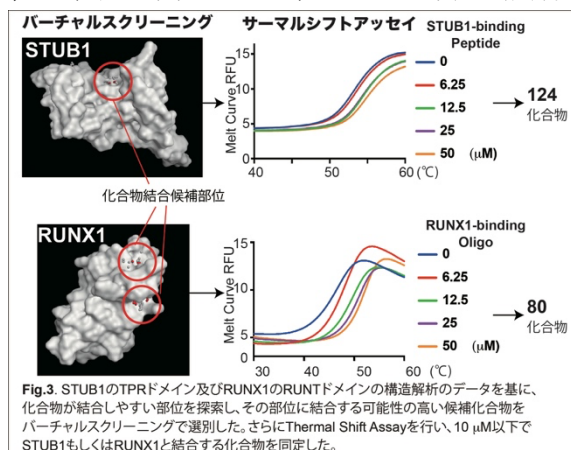 バーチャルスクリーニング
サーマルシフトアッセイ
STUB1
Melt Curve RFU
15
10
5
0
40
50
60
(℃)
STUB1-binding
Peptide
0
6.25
12.5
25
50 (μM)
124
化合物
化合物結合候補部位
RUNX1
Melt Curve RFU
15
10
5
0
30
40
50
60
(℃)
RUNX1-binding
Oligo
0
6.25
12.5
25
50 (μM)
80
化合物
Fig.3. STUB1のTPRドメイン及びRUNX1のRUNTドメインの構造解析のデータを基に、
化合物が結合しやすい部位を探索し、その部位に結合する可能性の高い候補化合物を
バーチャルスクリーニングで選別した。さらにThermal Shift Assayを行い、10 μM以下で
STUB1もしくはRUNX1と結合する化合物を同定した。